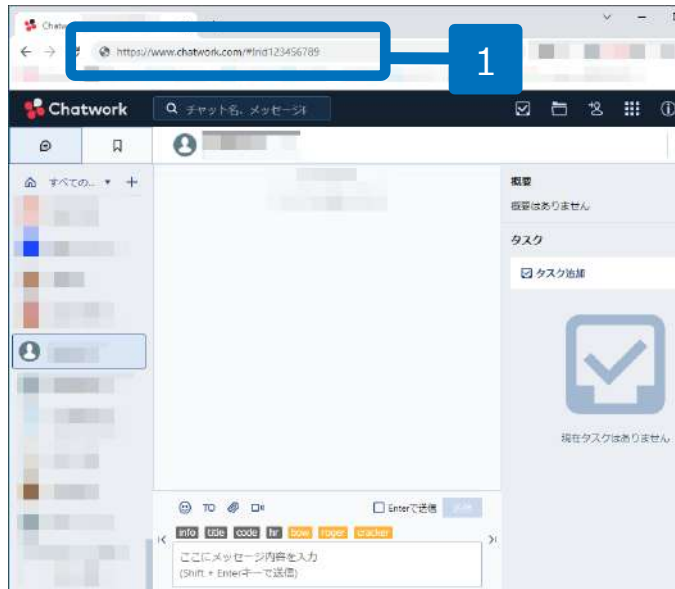 https://www.chatwork.com/#!rid123456789
1
Chatwork
チャット名、メッセージ
すべての...
概要
概要はありません
タスク
タスク追加
現在タスクはありません
TO
Enterで送信
送信
info title code hr bow roger cracker
ここにメッセージ内容を入力
(Shift + Enterキーで送信)